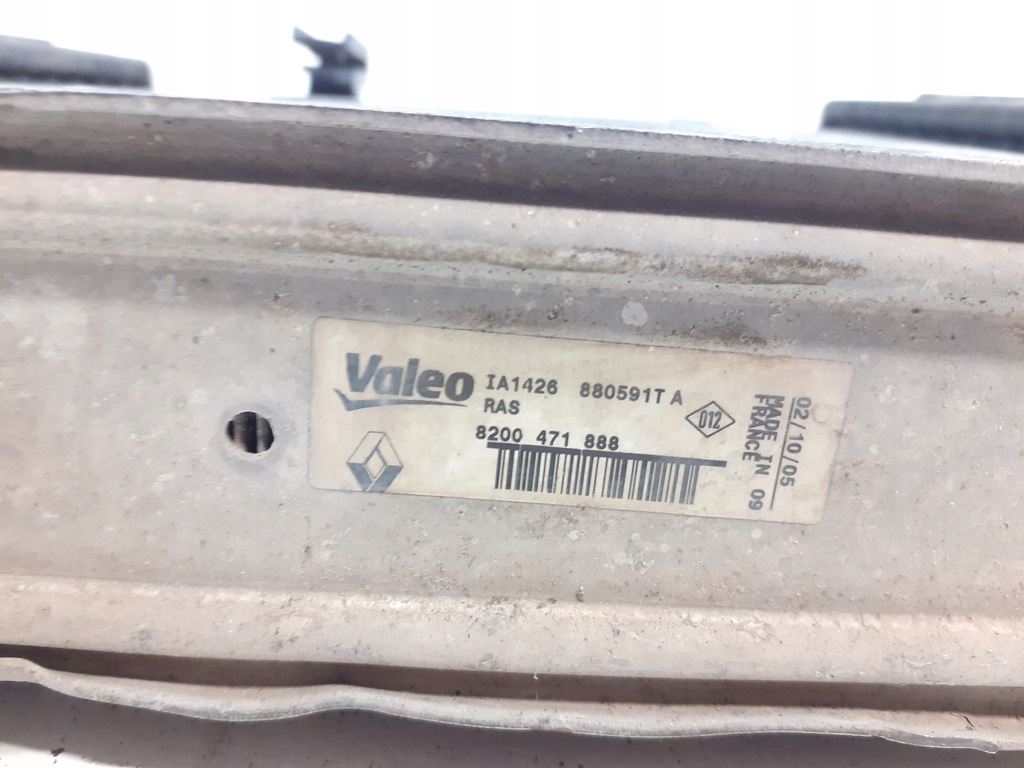 Valeo IA1426 880591T A
RAS
8200 471 888
D12
02/10/05
MADE IN 09
FRANCE